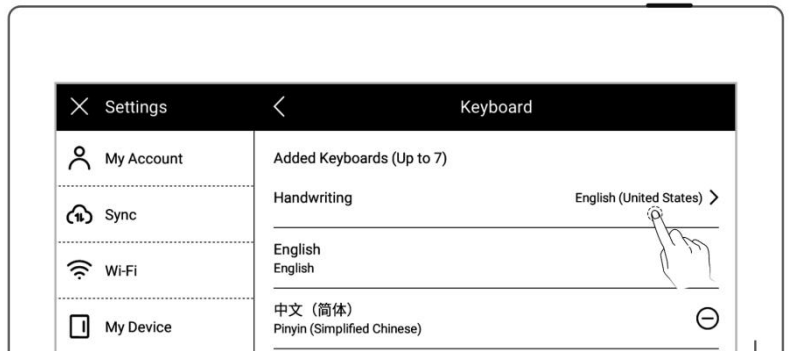 Settings
Keyboard
My Account
Sync
Wi-Fi
My Device
Added Keyboards (Up to 7)
Handwriting English (United States)
English
English
中文（简体）
Pinyin (Simplified Chinese)